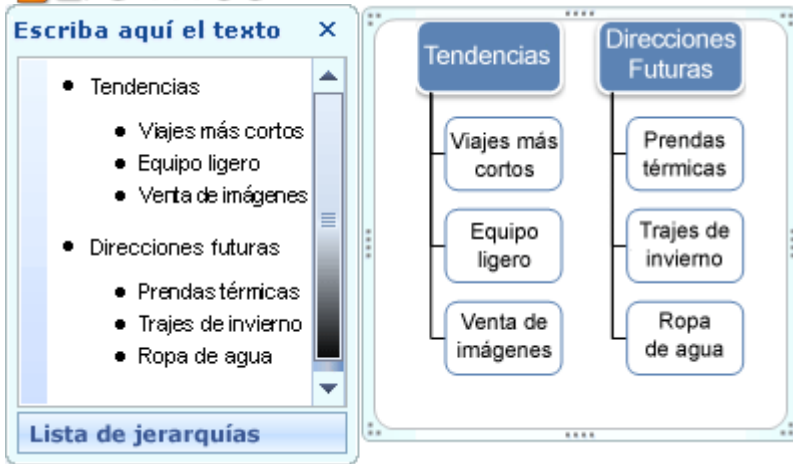 Escriba aquí el texto
Tendencias
Viajes más cortos
Equipo ligero
Venta de imágenes
Direcciones futuras
Prendas térmicas
Trajes de invierno
Ropa de agua
Lista de jerarquías
Tendencias
Viajes más
cortos
Equipo
ligero
Venta de
imágenes
Direcciones
Futuras
Prendas
térmicas
Trajes de
invierno
Ropa
de agua